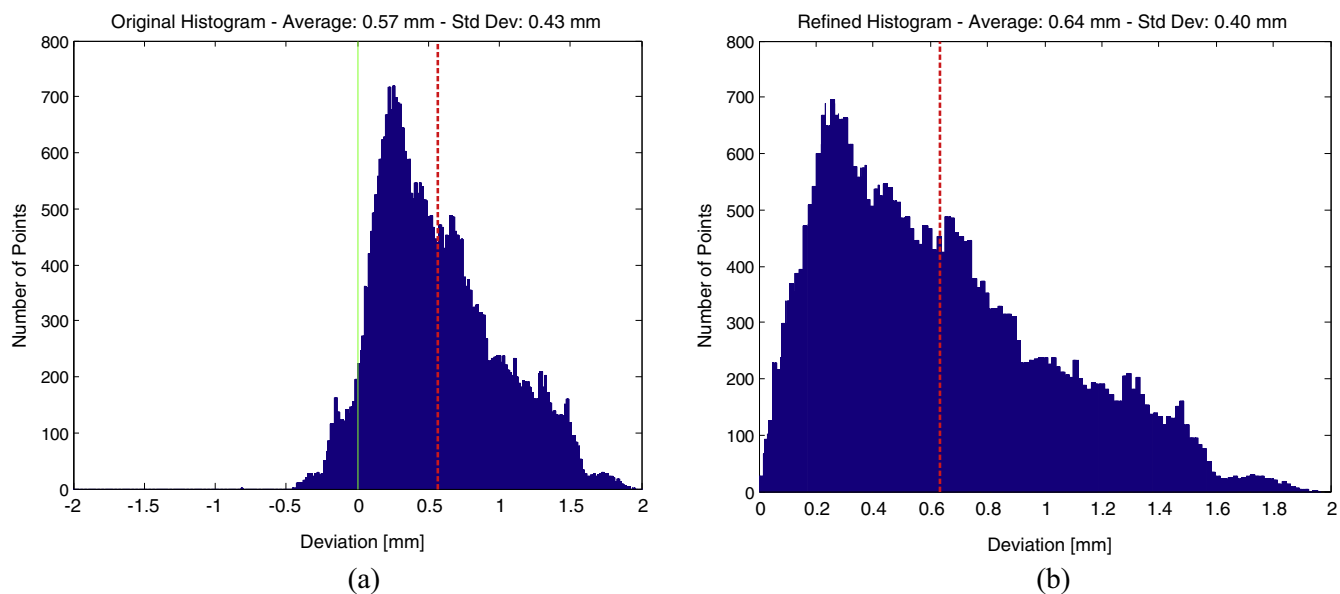 Original Histogram - Average: 0.57 mm - Std Dev: 0.43 mm
800
700
600
500
400
300
200
100
0
Number of Points
-2 -1.5 -1 -0.5 0 0.5 1 1.5 2
Deviation [mm]
(a)
Refined Histogram - Average: 0.64 mm - Std Dev: 0.40 mm
800
700
600
500
400
300
200
100
0
Number of Points
0 0.2 0.4 0.6 0.8 1 1.2 1.4 1.6 1.8 2
Deviation [mm]
(b)